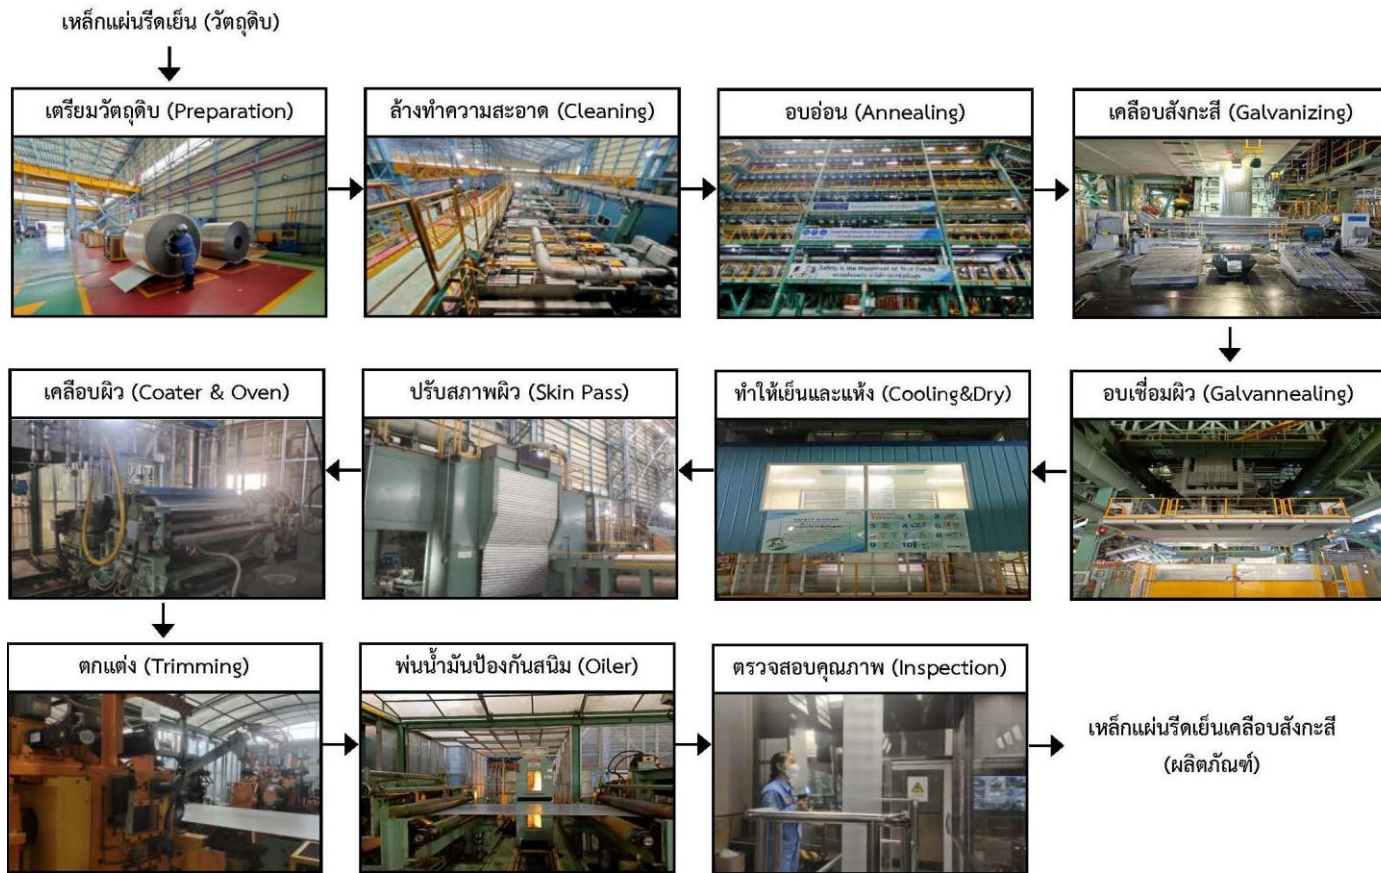 เหล็กแผ่นรีดเย็น (วัตถุดิบ)
เตรียมวัตถุดิบ (Preparation)
ล้างทำความสะอาด (Cleaning)
อบอ่อน (Annealing)
เคลือบสังกะสี (Galvanizing)
Safety is the Happiness of Your Family
อบเชื่อมผิว (Galvannealing)
ทำให้เย็นและแห้ง (Cooling&Dry)
ปรับสภาพผิว (Skin Pass)
เคลือบผิว (Coater & Oven)
ตกแต่ง (Trimming)
พ่นน้ำมันป้องกันสนิม (Oiler)
ตรวจสอบคุณภาพ (Inspection)
เหล็กแผ่นรีดเย็นเคลือบสังกะสี
(ผลิตภัณฑ์)